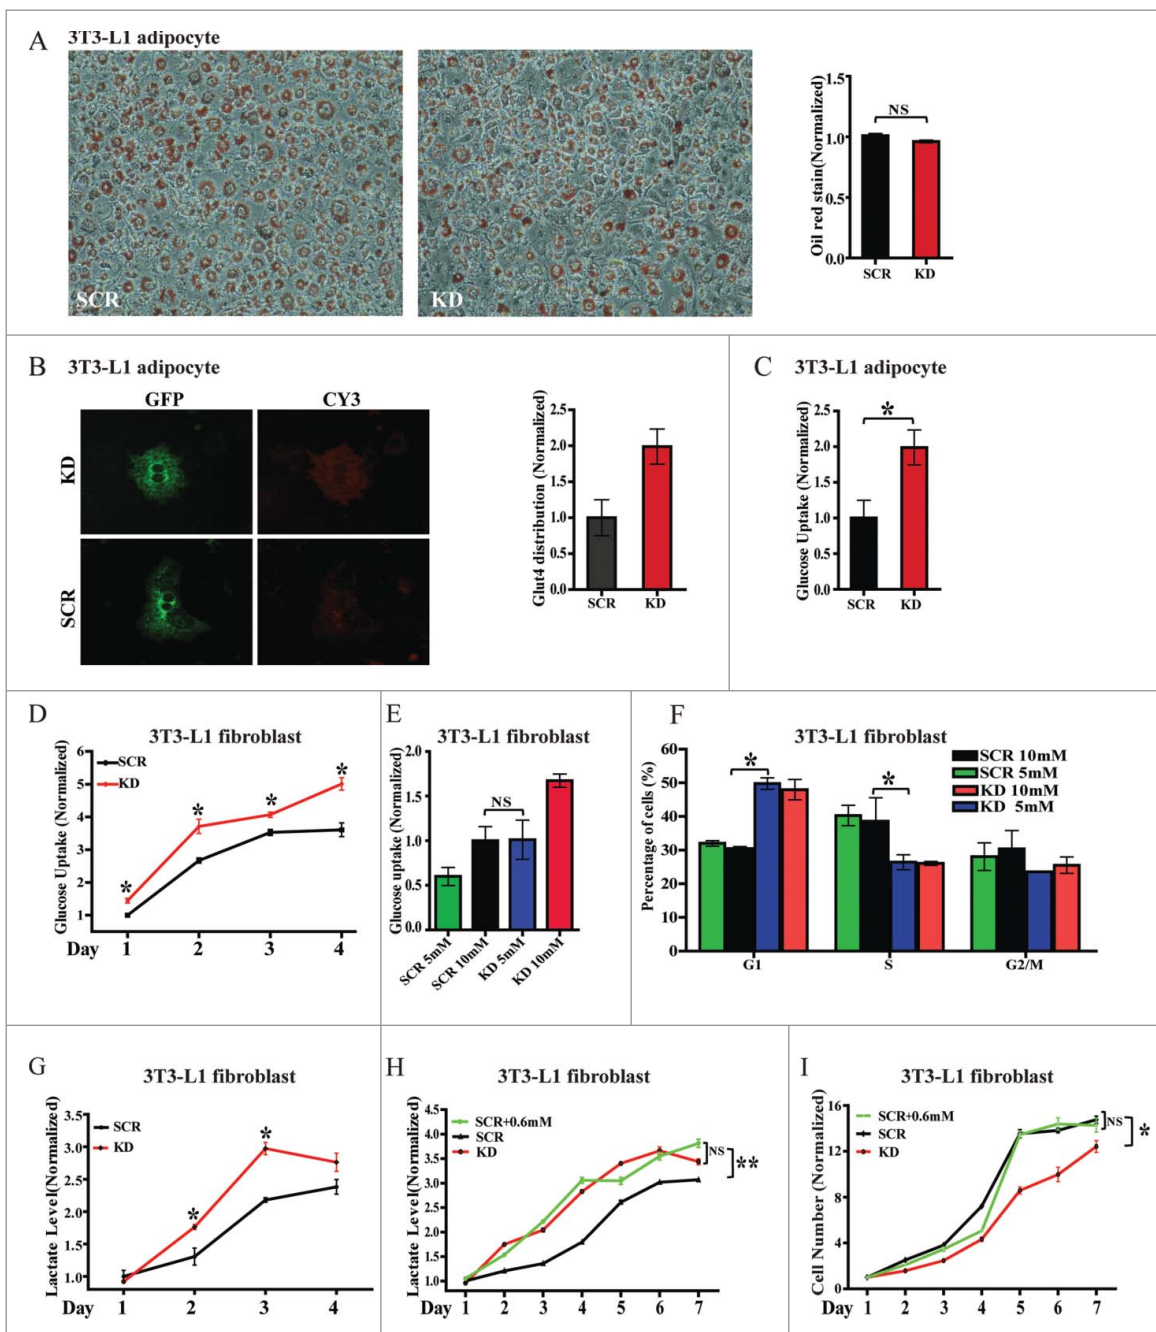 A 3T3-L1 adipocyte
SCR
KD
Oil red stain(Normalized)
1.5
1.0
0.5
0.0
NS
SCR KD
B 3T3-L1 adipocyte
GFP CY3
KD
SCR
Glut4 distribution (Normalized)
2.5
2.0
1.5
1.0
0.5
0.0
SCR KD
C 3T3-L1 adipocyte
Glucose Uptake (Normalized)
2.5
2.0
1.5
1.0
0.5
0.0
*
SCR KD
D
3T3-L1 fibroblast
Glucose Uptake (Normalized)
6
5
4
3
2
1
SCR
KD
* * * *
Day 1 2 3 4
E
3T3-L1 fibroblast
Glucose uptake (Normalized)
2.0
1.5
1.0
0.5
0.0
NS
SCR 5mM SCR 10mM KD 5mM KD 10mM
F
3T3-L1 fibroblast
Percentage of cells (%)
60
50
40
30
20
10
0
* *
SCR 10mM
SCR 5mM
KD 10mM
KD 5mM
G1 S G2/M
G
3T3-L1 fibroblast
Lactate Level(Normalized)
3.5
3.0
2.5
2.0
1.5
1.0
SCR
KD
* *
Day 1 2 3 4
H
3T3-L1 fibroblast
Lactate Level(Normalized)
4.5
4.0
3.5
3.0
2.5
2.0
1.5
1.0
SCR+0.6mM
SCR
KD
NS **
Day 1 2 3 4 5 6 7
I
3T3-L1 fibroblast
Cell Number (Normalized)
16
12
8
4
0
SCR+0.6mM
SCR
KD
NS *
Day 1 2 3 4 5 6 7